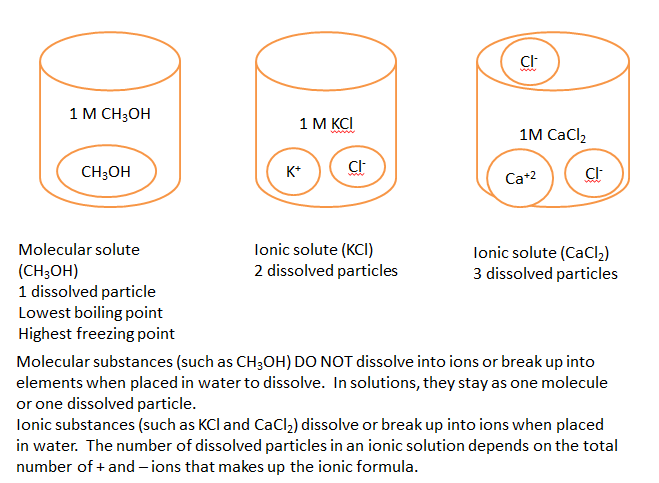 1 M CH₃OH
CH₃OH
1 M KCl
K⁺
Cl⁻
Cl⁻
1M CaCl₂
Ca⁺²
Cl⁻
Molecular solute
(CH₃OH)
1 dissolved particle
Lowest boiling point
Highest freezing point
Ionic solute (KCl)
2 dissolved particles
Ionic solute (CaCl₂)
3 dissolved particles
Molecular substances (such as CH₃OH) DO NOT dissolve into ions or break up into
elements when placed in water to dissolve.  In solutions, they stay as one molecule
or one dissolved particle.
Ionic substances (such as KCl and CaCl₂) dissolve or break up into ions when placed
in water.  The number of dissolved particles in an ionic solution depends on the total
number of + and – ions that makes up the ionic formula.